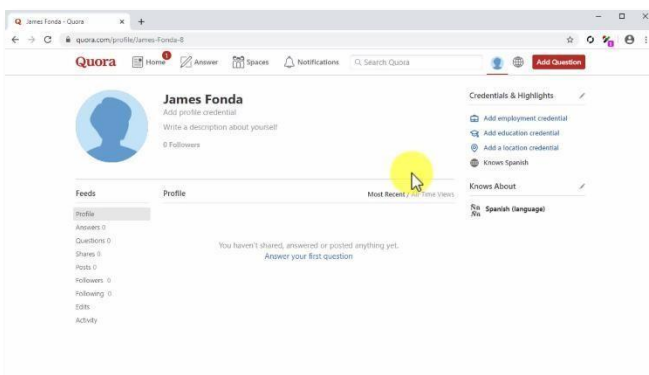 James Fonda - Quora
quora.com/profile/James-Fonda-8
Quora
Home
1
Answer
Spaces
Notifications
Search Quora
Add Question
James Fonda
Add profile credential
Write a description about yourself
0 Followers
Credentials & Highlights
Add employment credential
Add education credential
Add a location credential
Knows Spanish
Feeds
Profile
Most Recent / All Time Views
Knows About
Spanish (language)
Profile
Answers 0
Questions 0
Shares 0
Posts 0
Followers 0
Following 0
Edits
Activity
You haven't shared, answered or posted anything yet.
Answer your first question